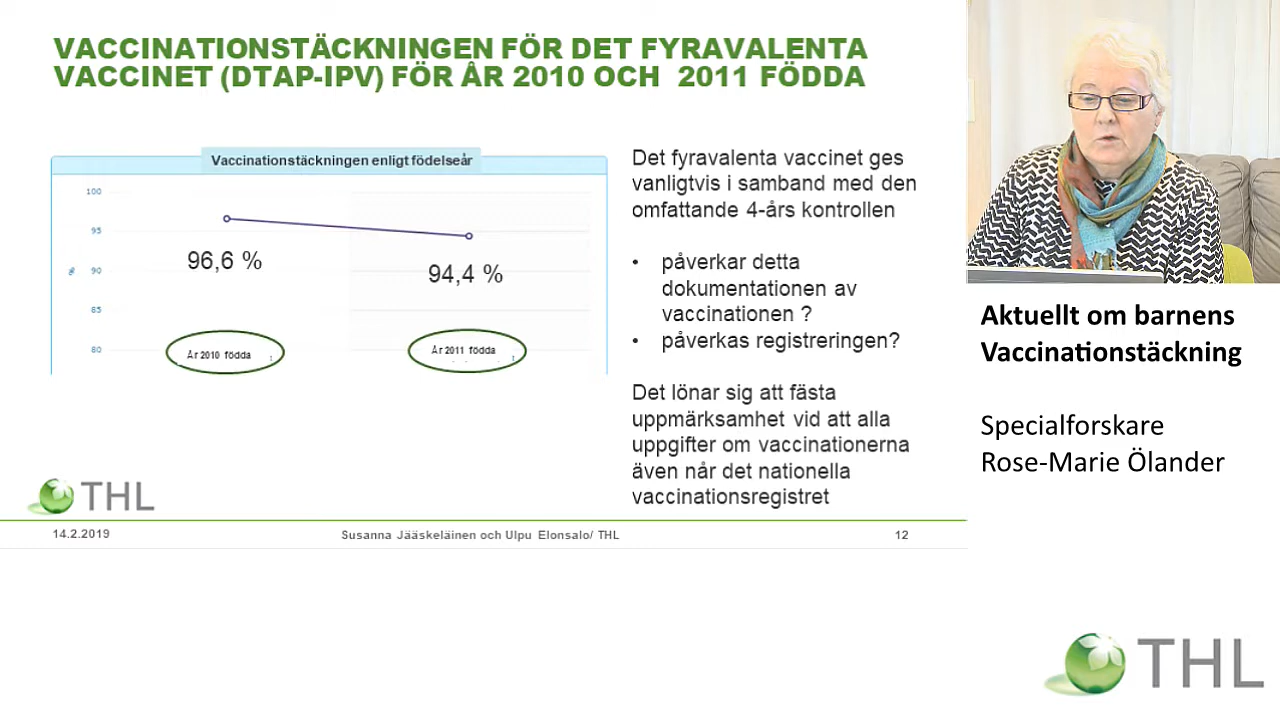 VACCINATIONSTÄCKNINGEN FÖR DET FYRAVALENTA
VACCINET (DTAP-IPV) FÖR ÅR 2010 OCH 2011 FÖDDA
Vaccinationstäckningen enligt födelseår
100
95
%
90
85
80
96,6 %
94,4 %
År 2010 födda
År 2011 födda
Det fyravalenta vaccinet ges
vanligtvis i samband med den
omfattande 4-års kontrollen
• påverkar detta
dokumentationen av
vaccinationen ?
• påverkas registreringen?
Det lönar sig att fästa
uppmärksamhet vid att alla
uppgifter om vaccinationerna
även når det nationella
vaccinationsregistret
THL
14.2.2019
Susanna Jääskeläinen och Ulpu Elonsalo/ THL
12
Aktuellt om barnens
Vaccinationstäckning
Specialforskare
Rose-Marie Ölander
THL